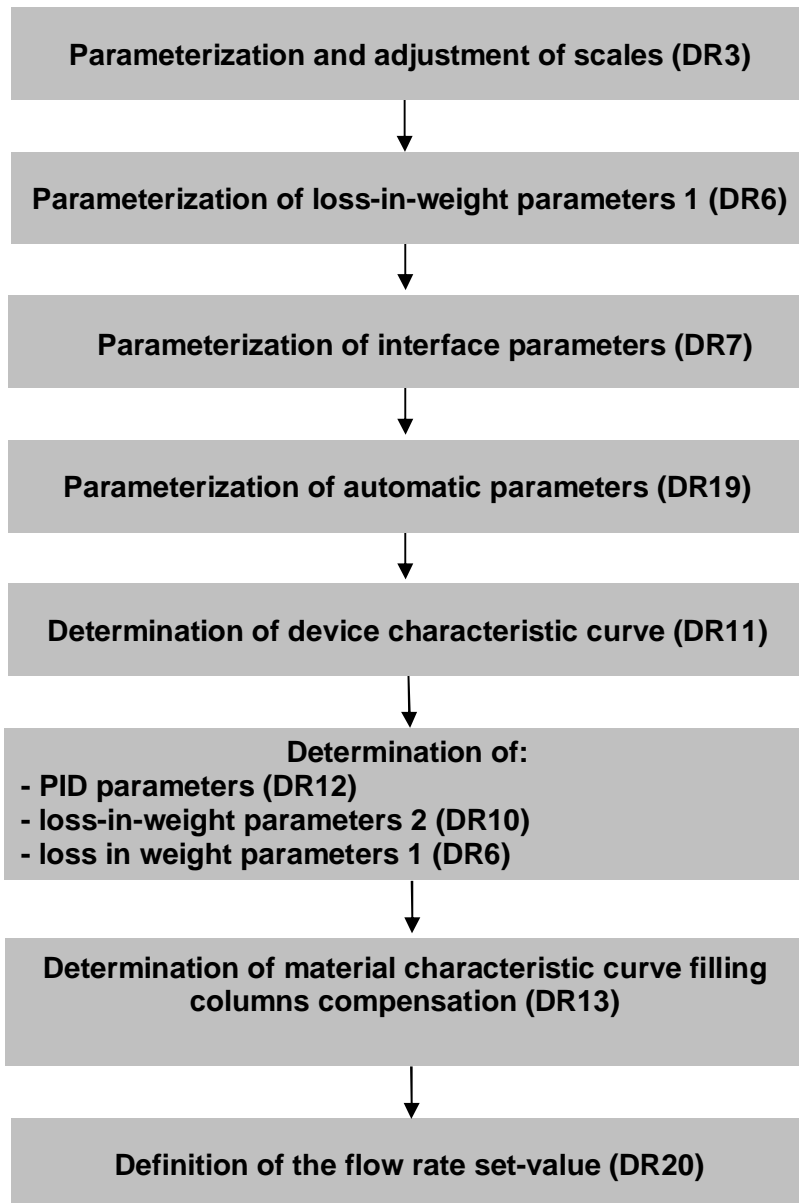 Parameterization and adjustment of scales (DR3)
Parameterization of loss-in-weight parameters 1 (DR6)
Parameterization of interface parameters (DR7)
Parameterization of automatic parameters (DR19)
Determination of device characteristic curve (DR11)
Determination of:
- PID parameters (DR12)
- loss-in-weight parameters 2 (DR10)
- loss in weight parameters 1 (DR6)
Determination of material characteristic curve filling
columns compensation (DR13)
Definition of the flow rate set-value (DR20)